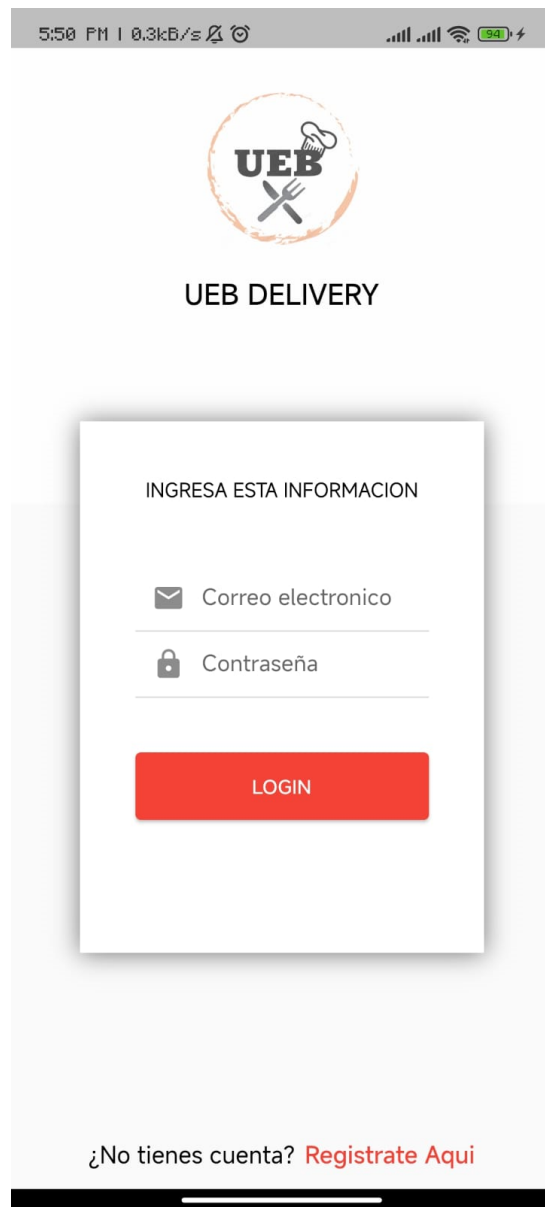 5:50 PM | 0.3kB/s 94
UEB
UEB DELIVERY
INGRESA ESTA INFORMACION
Correo electronico
Contraseña
LOGIN
¿No tienes cuenta? Registrate Aqui